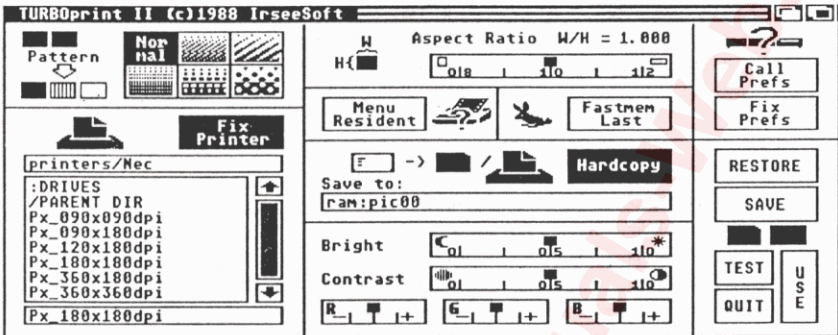 TURBOprint II (c)1988 IrseeSoft
Pattern
Nor
mal
Fix
Printer
printers/Nec
:DRIVES
/PARENT DIR
Px_090x090dpi
Px_090x180dpi
Px_120x180dpi
Px_180x180dpi
Px_360x180dpi
Px_360x360dpi
Px_180x180dpi
W
H{
Aspect Ratio W/H = 1.000
0|8 1|0 1|2
Menu
Resident
Fastmem
Last
-> /
Hardcopy
Save to:
ram:pic00
Bright
0| 0|5 1|0
Contrast
0| 0|5 1|0
R - +
G - +
B - +
-?-
Call
Prefs
Fix
Prefs
RESTORE
SAVE
TEST
QUIT
USE